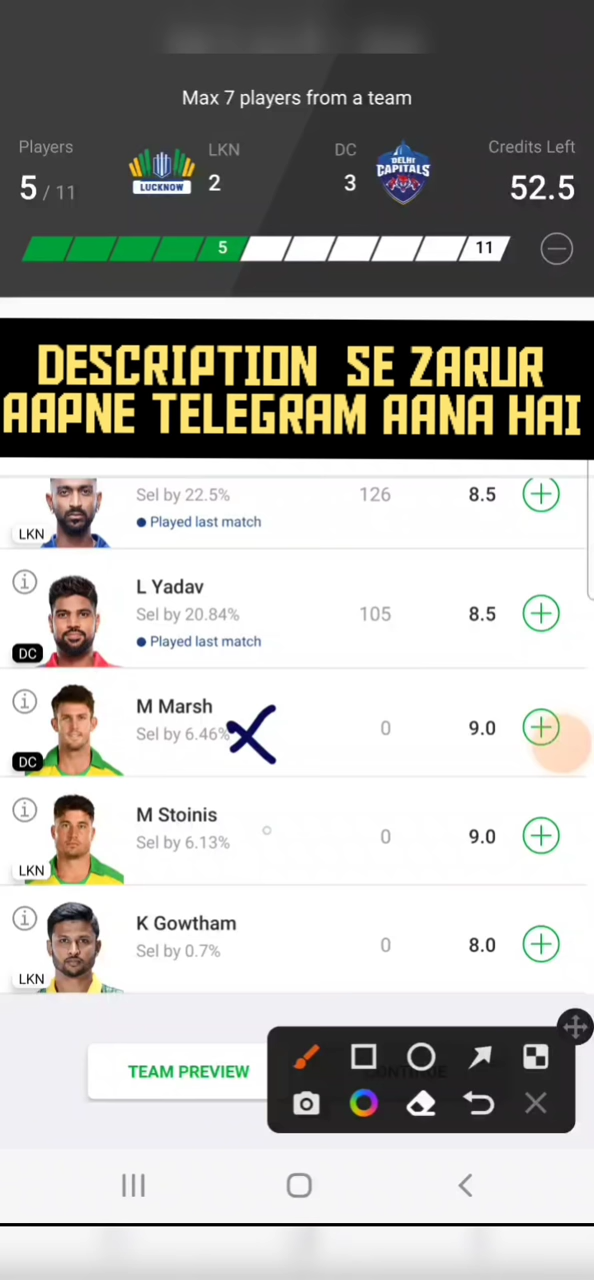 Max 7 players from a team
Players
LKN
DC
Credits Left
5 / 11
LUCKNOW
2
3
DELHI
CAPITALS
52.5
5
11
DESCRIPTION SE ZARUR
AAPNE TELEGRAM AANA HAI
Sel by 22.5%
126
8.5
LKN
Played last match
L Yadav
Sel by 20.84%
105
8.5
Played last match
DC
M Marsh
Sel by 6.46%
0
9.0
DC
M Stoinis
Sel by 6.13%
0
9.0
LKN
K Gowtham
Sel by 0.7%
0
8.0
LKN
TEAM PREVIEW
CONTINUE